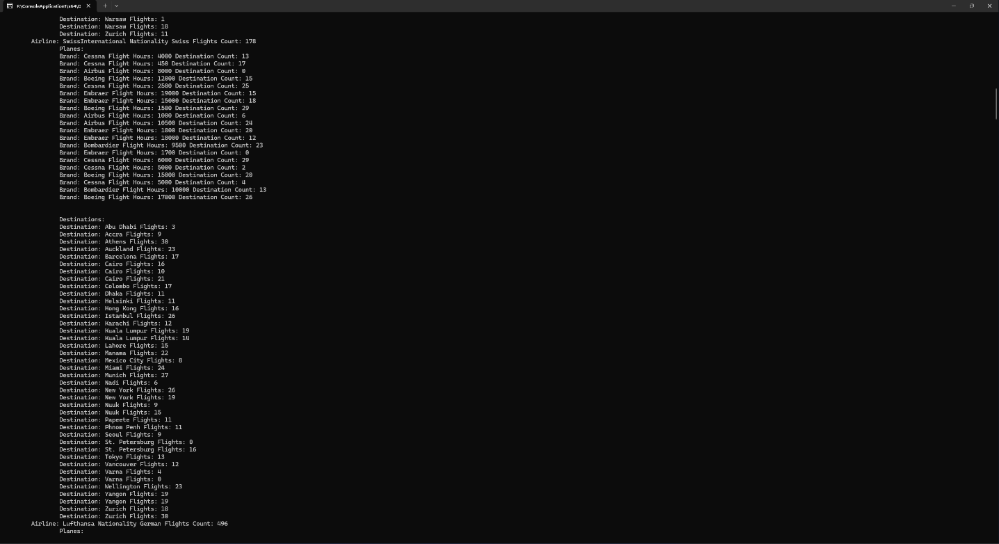 F:\ConsoleApplication1\x64\D
Destination: Warsaw Flights: 1
Destination: Warsaw Flights: 18
Destination: Zurich Flights: 11
Airline: SwissInternational Nationality Swiss Flights Count: 178
Planes:
Brand: Cessna Flight Hours: 4000 Destination Count: 13
Brand: Cessna Flight Hours: 450 Destination Count: 17
Brand: Airbus Flight Hours: 8000 Destination Count: 0
Brand: Boeing Flight Hours: 12000 Destination Count: 15
Brand: Cessna Flight Hours: 2500 Destination Count: 25
Brand: Embraer Flight Hours: 19000 Destination Count: 15
Brand: Embraer Flight Hours: 15000 Destination Count: 18
Brand: Boeing Flight Hours: 1500 Destination Count: 29
Brand: Airbus Flight Hours: 1000 Destination Count: 6
Brand: Airbus Flight Hours: 10500 Destination Count: 24
Brand: Embraer Flight Hours: 1800 Destination Count: 20
Brand: Embraer Flight Hours: 18000 Destination Count: 12
Brand: Bombardier Flight Hours: 9500 Destination Count: 23
Brand: Embraer Flight Hours: 1700 Destination Count: 0
Brand: Cessna Flight Hours: 6000 Destination Count: 29
Brand: Cessna Flight Hours: 5000 Destination Count: 2
Brand: Boeing Flight Hours: 15000 Destination Count: 20
Brand: Cessna Flight Hours: 5000 Destination Count: 4
Brand: Bombardier Flight Hours: 10000 Destination Count: 13
Brand: Boeing Flight Hours: 17000 Destination Count: 26
Destinations:
Destination: Abu Dhabi Flights: 3
Destination: Accra Flights: 9
Destination: Athens Flights: 30
Destination: Auckland Flights: 23
Destination: Barcelona Flights: 17
Destination: Cairo Flights: 16
Destination: Cairo Flights: 10
Destination: Cairo Flights: 21
Destination: Colombo Flights: 17
Destination: Dhaka Flights: 11
Destination: Helsinki Flights: 11
Destination: Hong Kong Flights: 16
Destination: Istanbul Flights: 26
Destination: Karachi Flights: 12
Destination: Kuala Lumpur Flights: 19
Destination: Kuala Lumpur Flights: 14
Destination: Lahore Flights: 15
Destination: Manama Flights: 22
Destination: Mexico City Flights: 8
Destination: Miami Flights: 24
Destination: Munich Flights: 27
Destination: Nadi Flights: 6
Destination: New York Flights: 26
Destination: New York Flights: 19
Destination: Nuuk Flights: 9
Destination: Nuuk Flights: 15
Destination: Papeete Flights: 11
Destination: Phnom Penh Flights: 11
Destination: Seoul Flights: 9
Destination: St. Petersburg Flights: 0
Destination: St. Petersburg Flights: 16
Destination: Tokyo Flights: 13
Destination: Vancouver Flights: 12
Destination: Varna Flights: 4
Destination: Varna Flights: 0
Destination: Wellington Flights: 23
Destination: Yangon Flights: 19
Destination: Yangon Flights: 19
Destination: Zurich Flights: 18
Destination: Zurich Flights: 30
Airline: Lufthansa Nationality German Flights Count: 496
Planes: